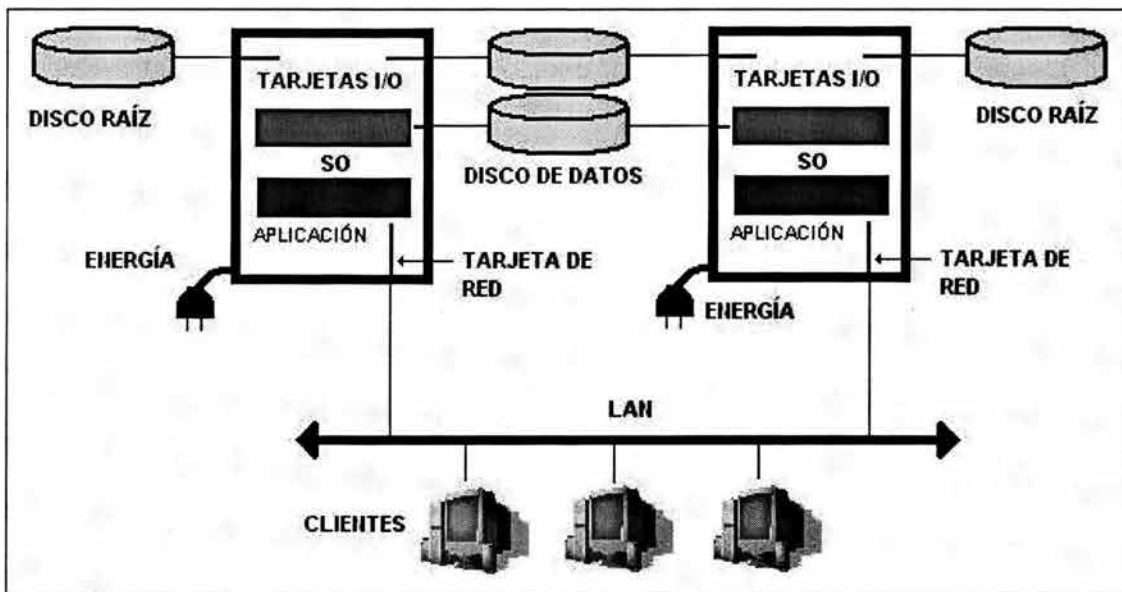 TARJETAS I/O
TARJETAS I/O
DISCO RAÍZ
DISCO RAÍZ
SO
SO
DISCO DE DATOS
APLICACIÓN
APLICACIÓN
ENERGÍA
TARJETA DE
RED
TARJETA DE
RED
ENERGÍA
LAN
CLIENTES